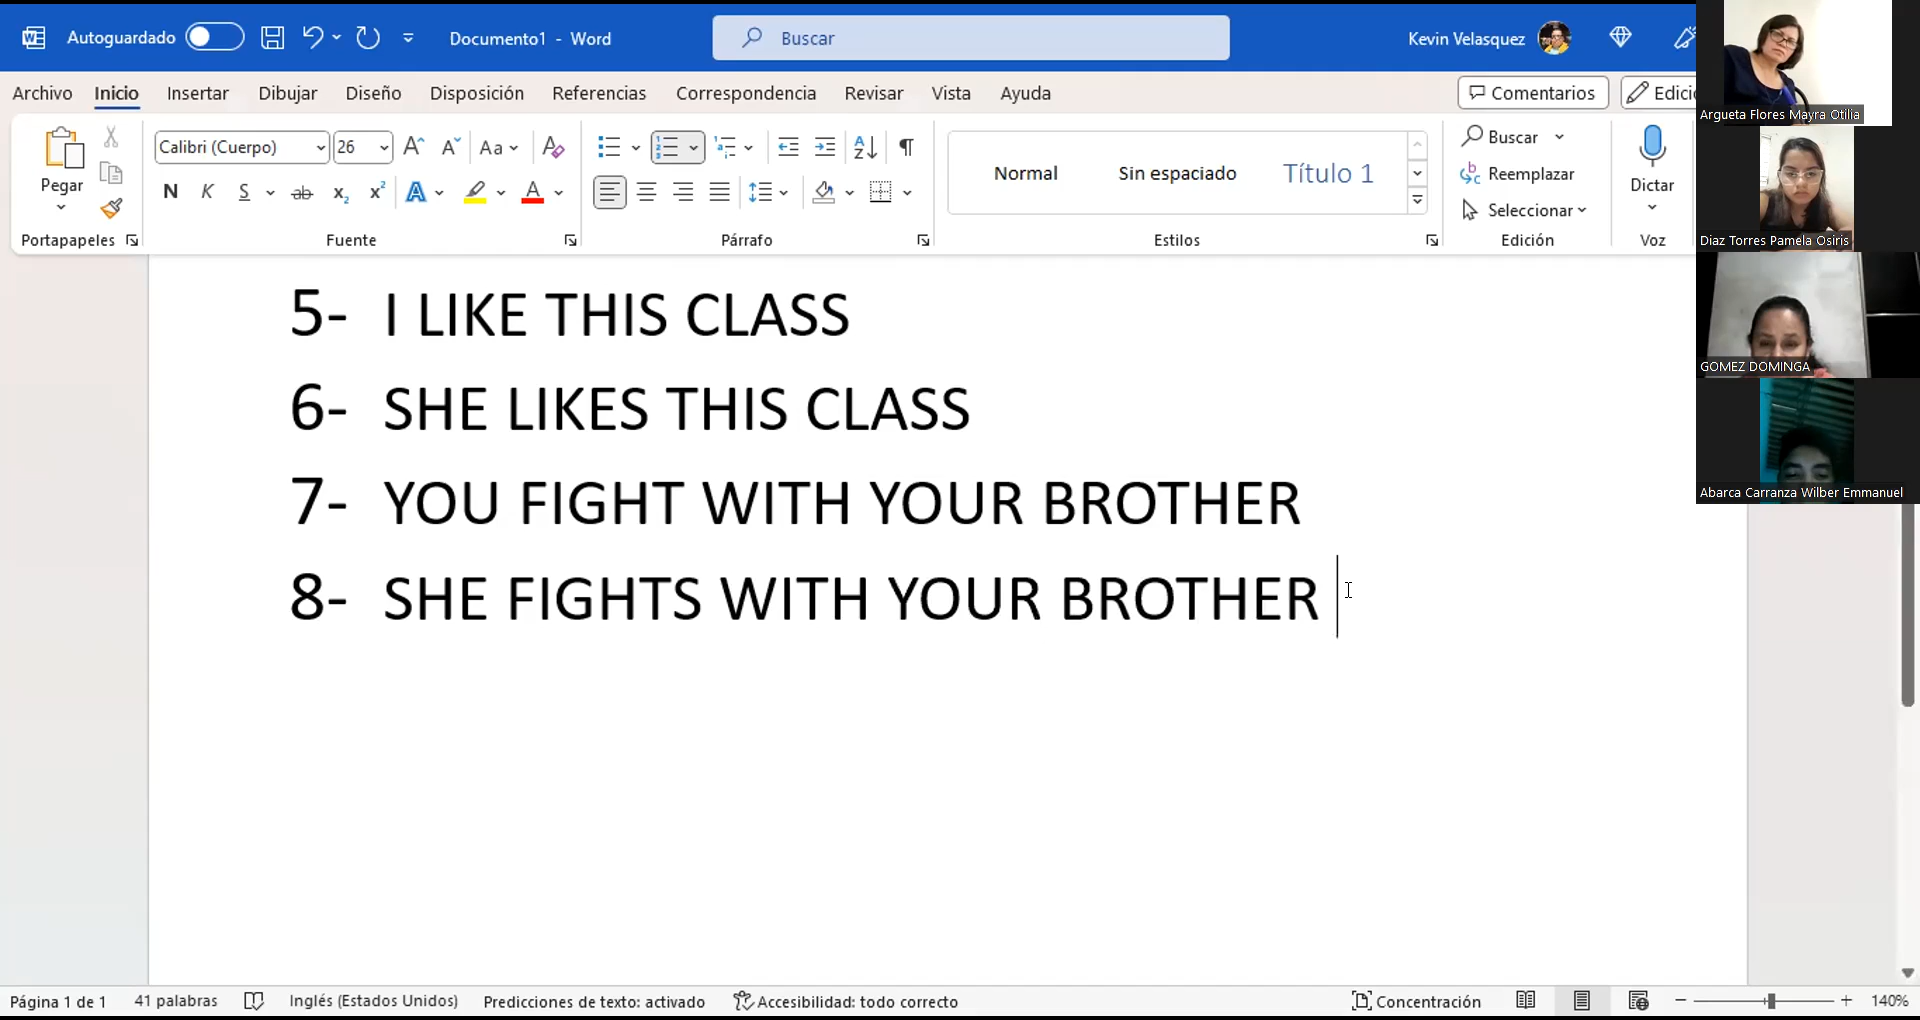 Autoguardado
Documento1 - Word
Buscar
Kevin Velasquez
Archivo Inicio Insertar Dibujar Diseño Disposición Referencias Correspondencia Revisar Vista Ayuda
Comentarios
Edici
Pegar
Portapapeles
Calibri (Cuerpo) 26
Aa
N K S ab x₂ x² A A
Fuente
Párrafo
Normal Sin espaciado Título 1
Estilos
Buscar
Reemplazar
Seleccionar
Edición
Dictar
Voz
5- I LIKE THIS CLASS
6- SHE LIKES THIS CLASS
7- YOU FIGHT WITH YOUR BROTHER
8- SHE FIGHTS WITH YOUR BROTHER
Argueta Flores Mayra Otilia
Diaz Torres Pamela Osiris
GOMEZ DOMINGA
Abarca Carranza Wilber Emmanuel
Página 1 de 1 41 palabras Inglés (Estados Unidos) Predicciones de texto: activado Accesibilidad: todo correcto Concentración 140%